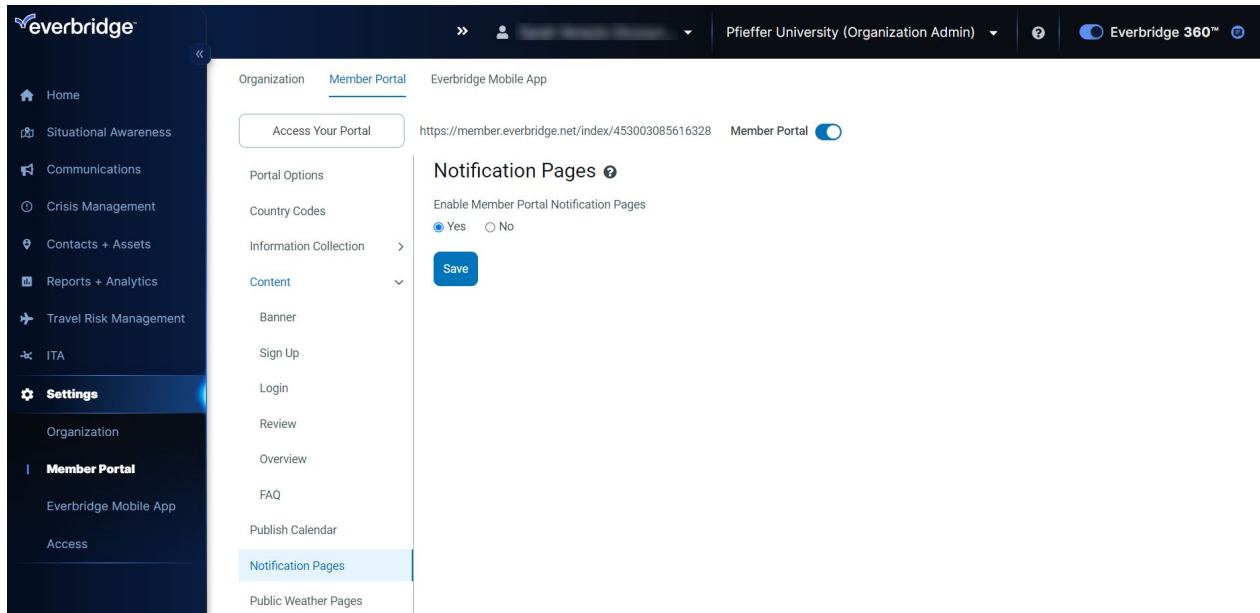 everbridge™
Pfieffer University (Organization Admin)
Everbridge 360™
Home
Situational Awareness
Communications
Crisis Management
Contacts + Assets
Reports + Analytics
Travel Risk Management
ITA
Settings
Organization
Member Portal
Everbridge Mobile App
Access
Organization Member Portal Everbridge Mobile App
Access Your Portal https://member.everbridge.net/index/453003085616328 Member Portal
Portal Options
Country Codes
Information Collection
Content
Banner
Sign Up
Login
Review
Overview
FAQ
Publish Calendar
Notification Pages
Public Weather Pages
Notification Pages
Enable Member Portal Notification Pages
Yes No
Save